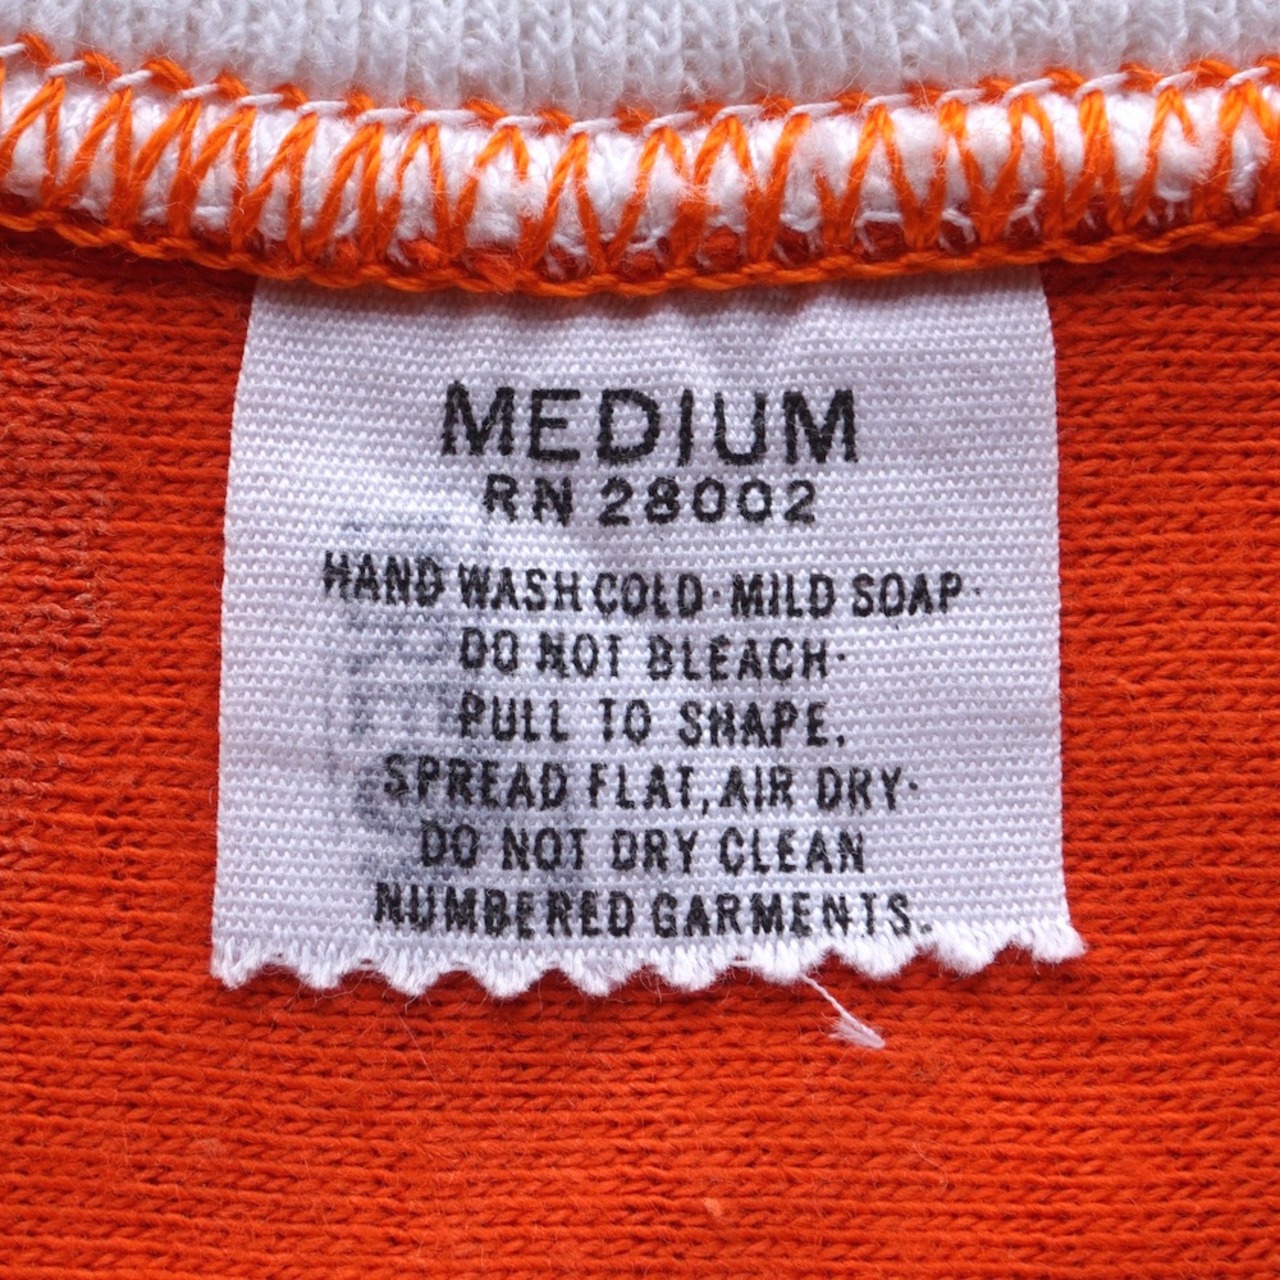 MEDIUM
RN 28002
HAND WASH COLD · MILD SOAP ·
DO NOT BLEACH ·
PULL TO SHAPE,
SPREAD FLAT, AIR DRY ·
DO NOT DRY CLEAN
NUMBERED GARMENTS.